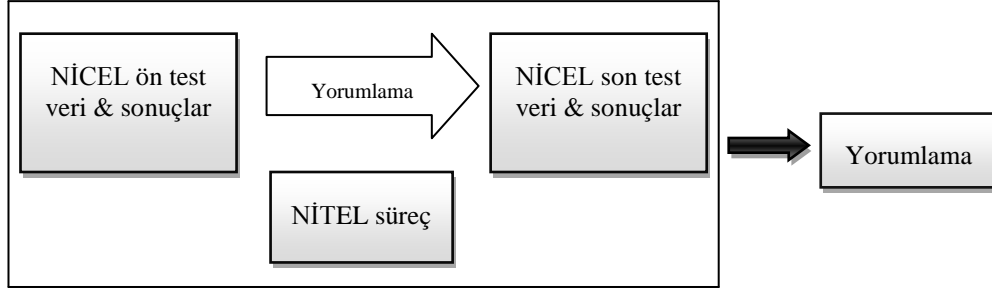 NİCEL ön test
veri & sonuçlar
Yorumlama
NİCEL son test
veri & sonuçlar
NİTEL süreç
Yorumlama